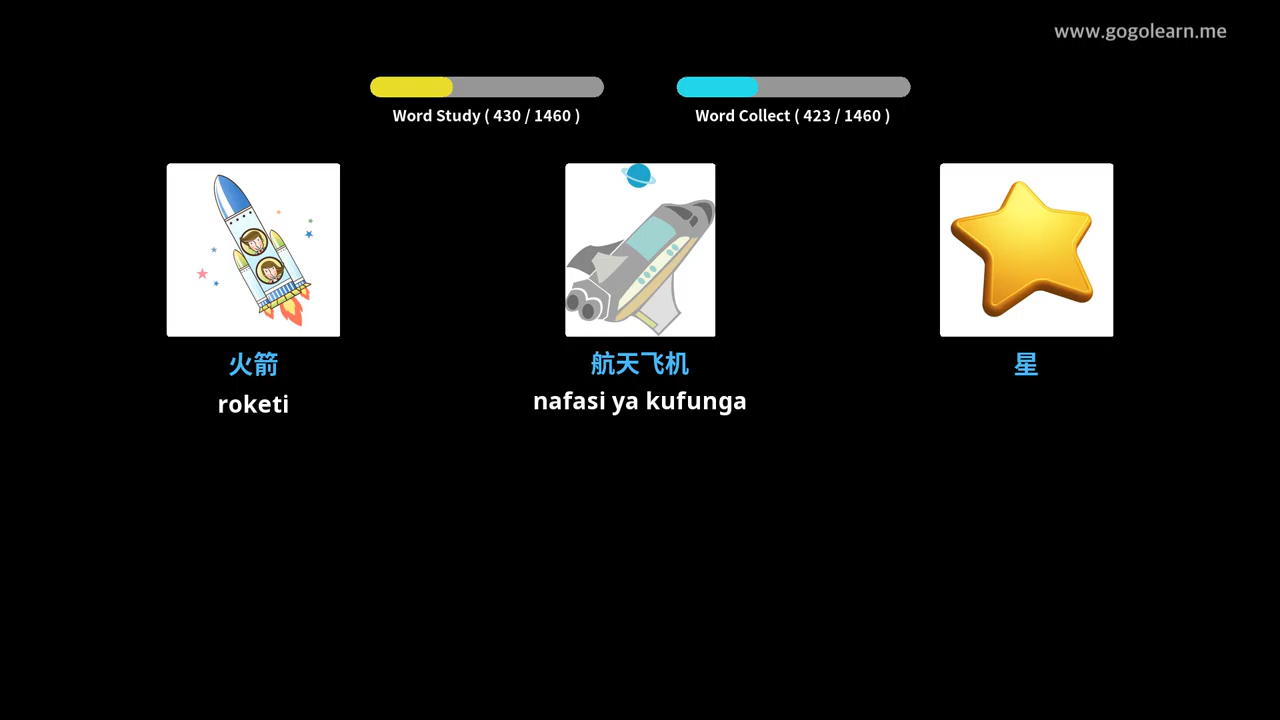 www.gogolearn.me
Word Study ( 430 / 1460 )
Word Collect ( 423 / 1460 )
火箭
航天飞机
星
roketi
nafasi ya kufunga